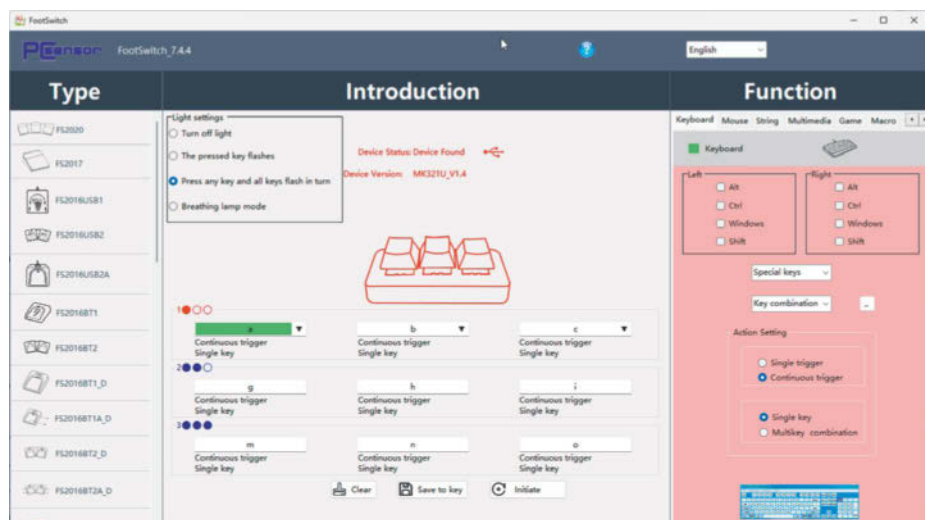 FootSwitch
PCsensor FootSwitch_7.4.4
English
Type
Introduction
Function
FS2020
FS2017
FS2016USB1
FS2016USB2
FS2016USB2A
FS2016BT1
FS2016BT2
FS2016BT1_D
FS2016BT1A_D
FS2016BT2_D
FS2016BT2A_D
Light settings
Turn off light
The pressed key flashes
Press any key and all keys flash in turn
Breathing lamp mode
Device Status: Device Found
Device Version: MK321U_V1.4
1
a b c
Continuous trigger Continuous trigger Continuous trigger
Single key Single key Single key
2
g h i
Continuous trigger Continuous trigger Continuous trigger
Single key Single key Single key
3
m n o
Continuous trigger Continuous trigger Continuous trigger
Single key Single key Single key
Clear Save to key Initiate
Keyboard Mouse String Multimedia Game Macro
Keyboard
Left Right
Alt Alt
Ctrl Ctrl
Windows Windows
Shift Shift
Special keys
Key combination
Action Setting
Single trigger
Continuous trigger
Single key
Multikey combination